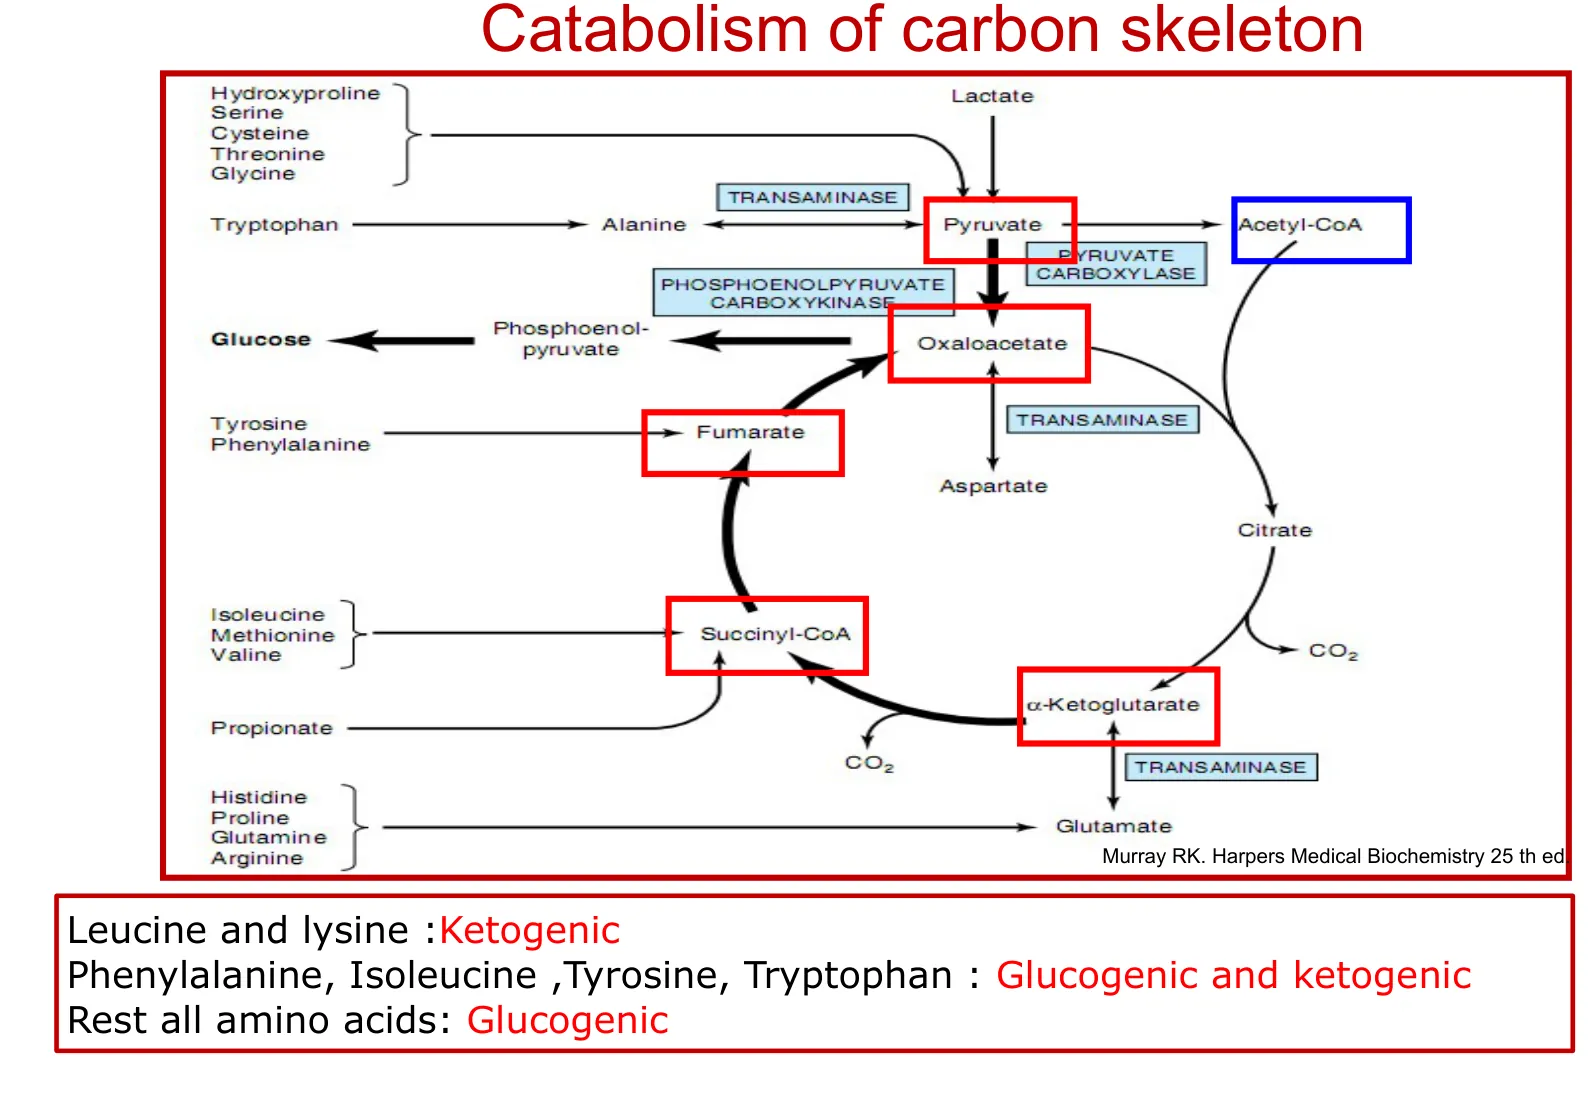 Catabolism of carbon skeleton
Hydroxyproline
Serine
Cysteine
Threonine
Glycine
Lactate
TRANSAMINASE
Tryptophan
Alanine
Pyruvate
Acetyl-CoA
PYRUVATE
CARBOXYLASE
PHOSPHOENOLPYRUVATE
CARBOXYKINASE
Glucose
Phosphoenol-
pyruvate
Oxaloacetate
TRANSAMINASE
Tyrosine
Phenylalanine
Fumarate
Aspartate
Citrate
Isoleucine
Methionine
Valine
Succinyl-CoA
CO₂
α-Ketoglutarate
Propionate
CO₂
TRANSAMINASE
Histidine
Proline
Glutamine
Arginine
Glutamate
Murray RK. Harpers Medical Biochemistry 25 th ed.
Leucine and lysine :Ketogenic
Phenylalanine, Isoleucine ,Tyrosine, Tryptophan : Glucogenic and ketogenic
Rest all amino acids: Glucogenic